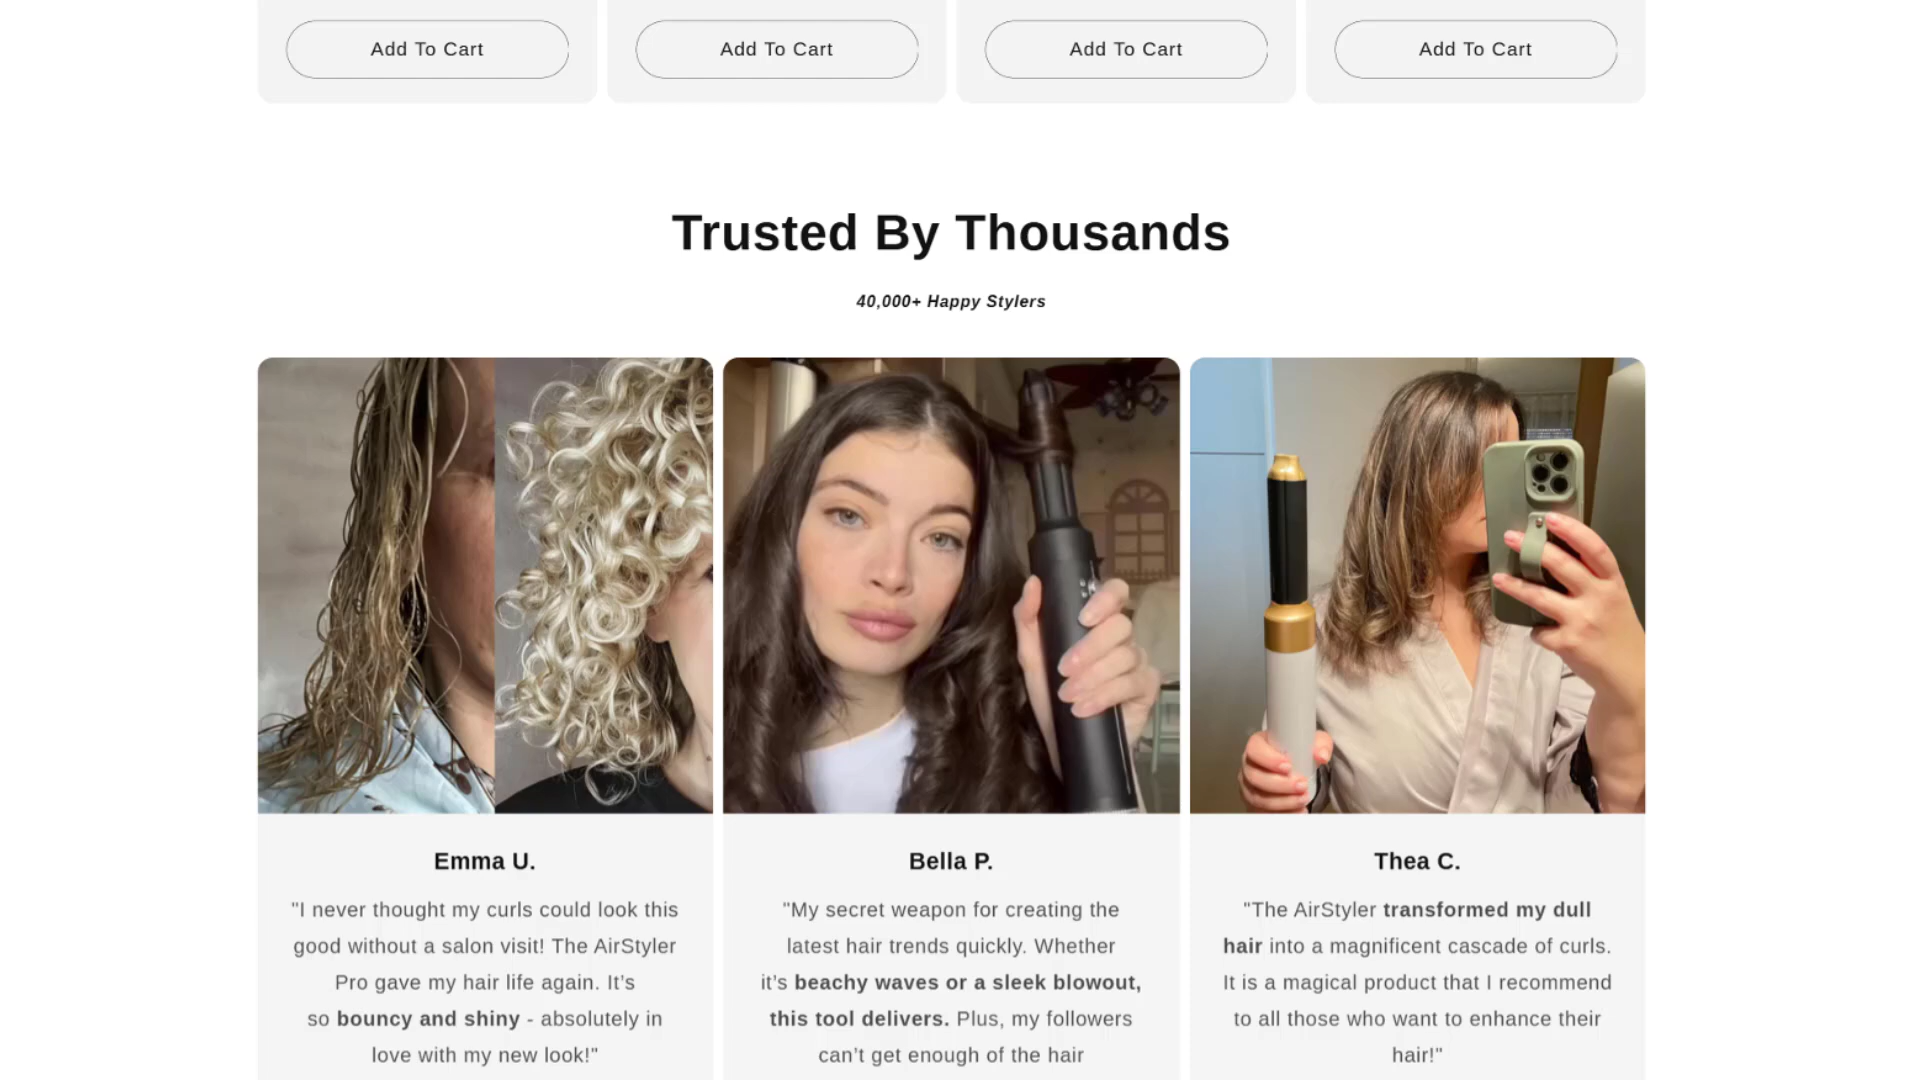 Add To Cart
Add To Cart
Add To Cart
Add To Cart
Trusted By Thousands
40,000+ Happy Stylers
Emma U.
"I never thought my curls could look this
good without a salon visit! The AirStyler
Pro gave my hair life again. It’s
so bouncy and shiny - absolutely in
love with my new look!"
Bella P.
"My secret weapon for creating the
latest hair trends quickly. Whether
it’s beachy waves or a sleek blowout,
this tool delivers. Plus, my followers
can’t get enough of the hair
Thea C.
"The AirStyler transformed my dull
hair into a magnificent cascade of curls.
It is a magical product that I recommend
to all those who want to enhance their
hair!"